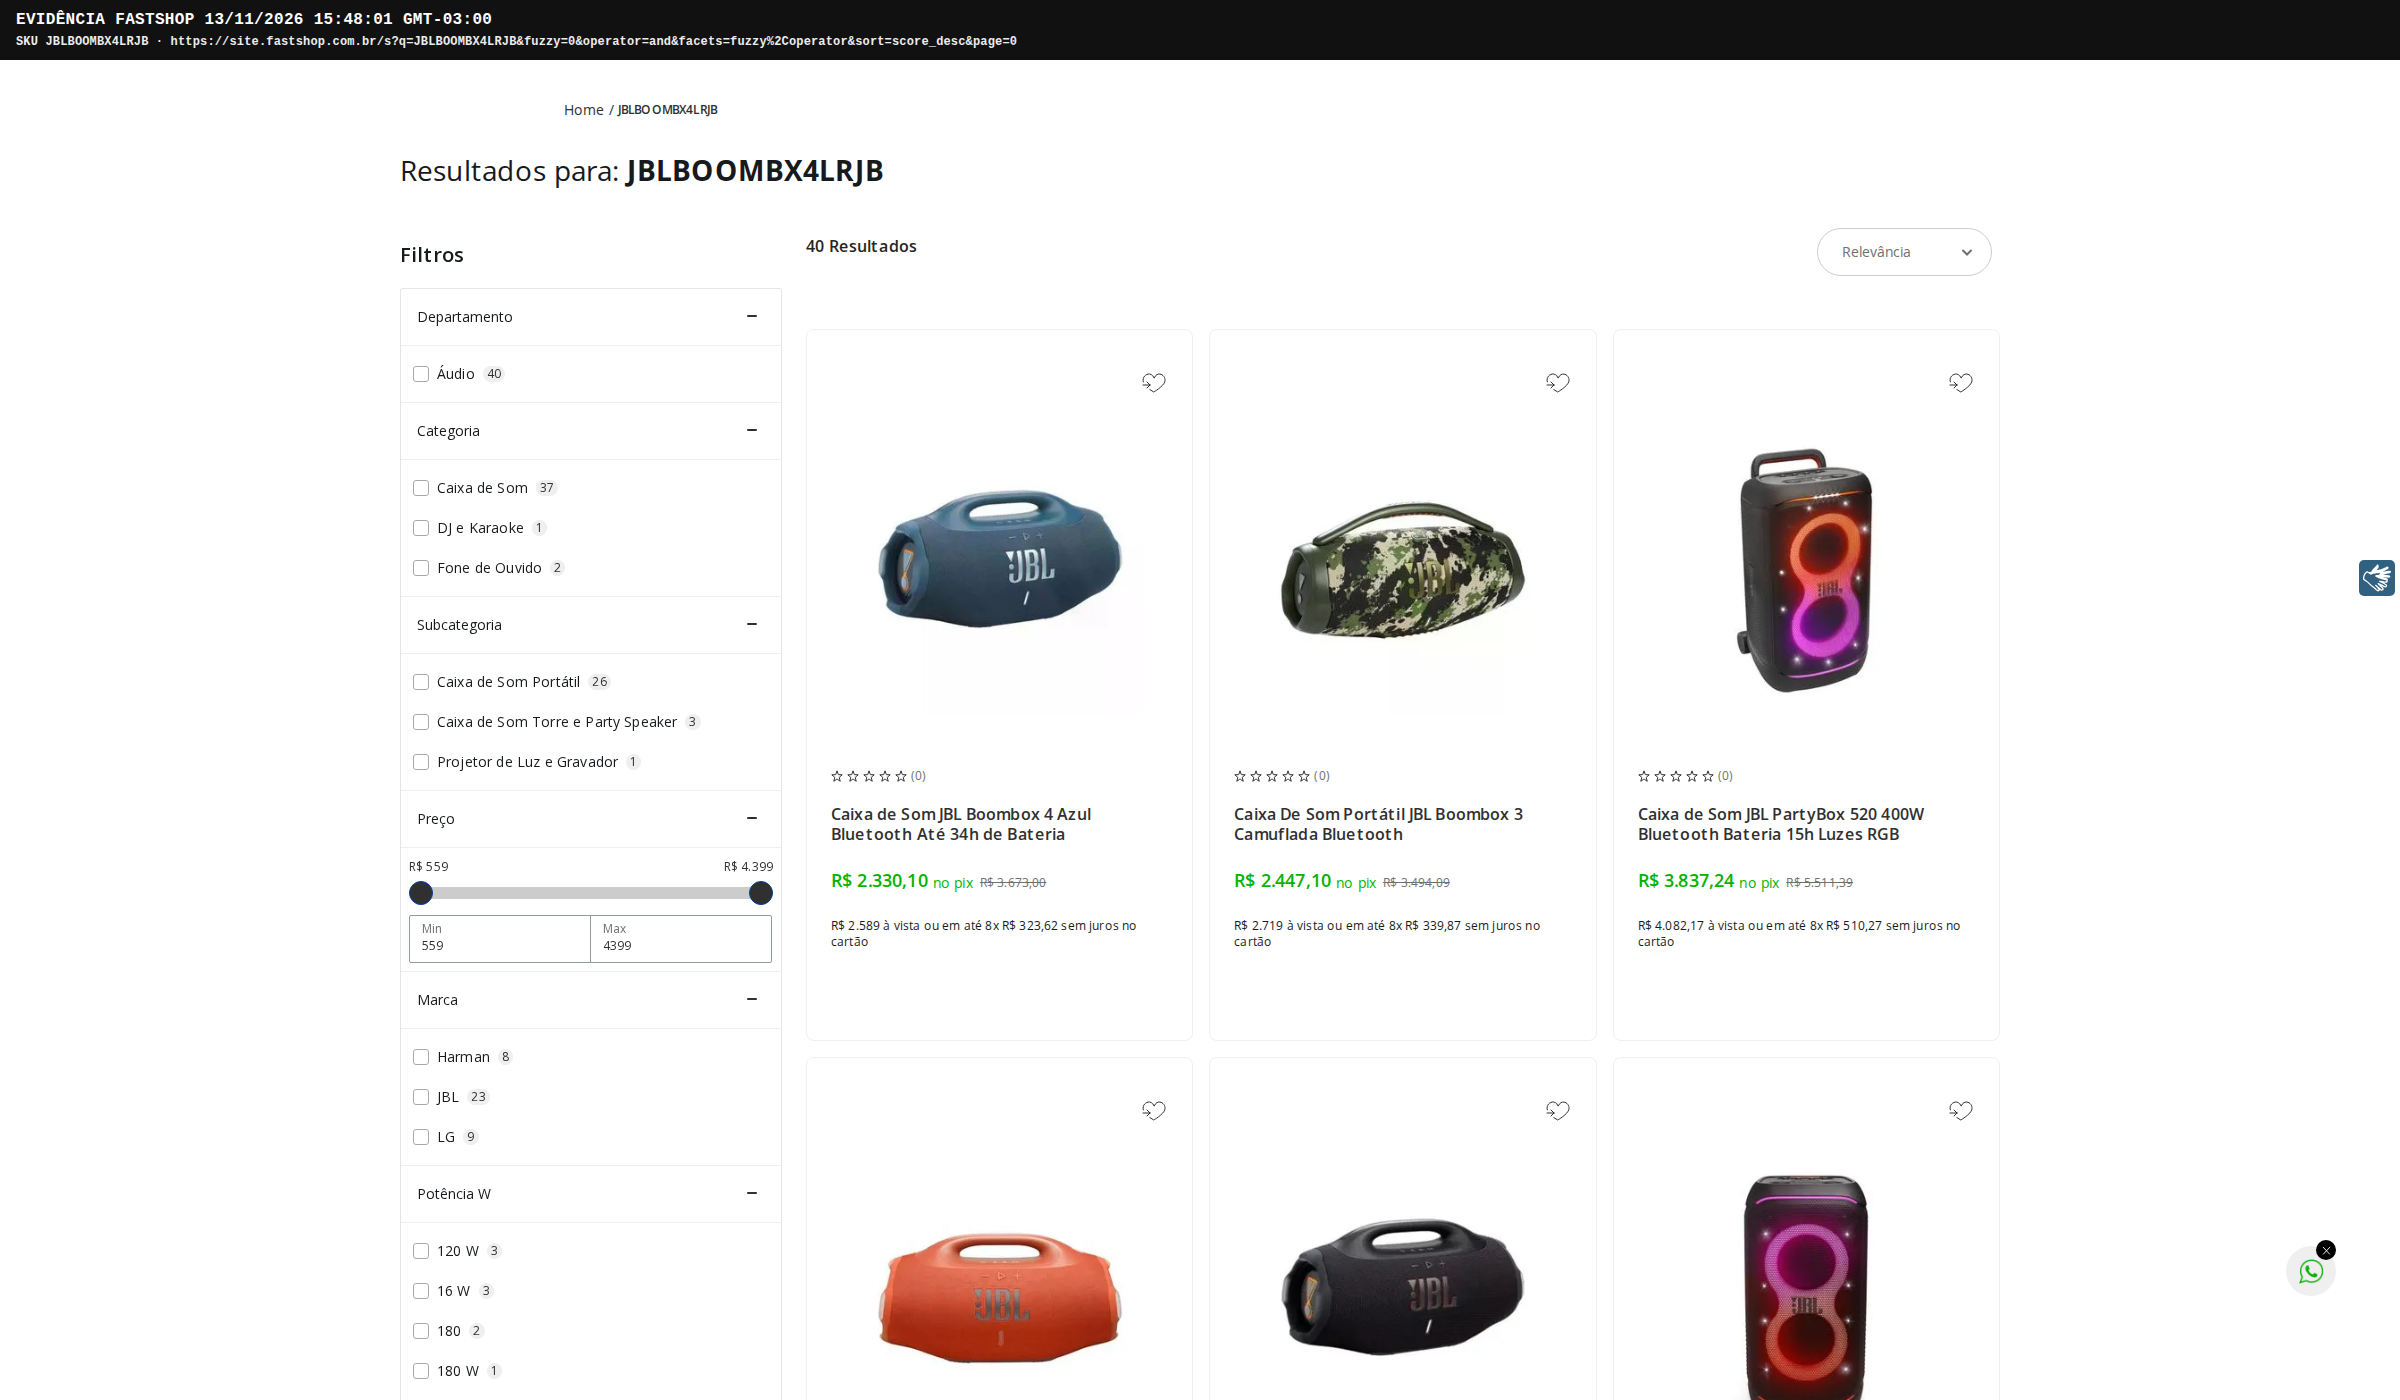 EVIDÊNCIA FASTSHOP 13/11/2026 15:48:01 GMT-03:00
SKU JBLBOOMBX4LRJB · https://site.fastshop.com.br/s?q=JBLBOOMBX4LRJB&fuzzy=0&operator=and&facets=fuzzy%2Coperator&sort=score_desc&page=0
Home / JBLBOOMBX4LRJB
Resultados para: JBLBOOMBX4LRJB
Filtros
40 Resultados
Relevância
Departamento
Áudio 40
Categoria
Caixa de Som 37
DJ e Karaoke 1
Fone de Ouvido 2
Subcategoria
Caixa de Som Portátil 26
Caixa de Som Torre e Party Speaker 3
Projetor de Luz e Gravador 1
Preço
R$ 559 R$ 4.399
Min Max
559 4399
Marca
Harman 8
JBL 23
LG 9
Potência W
120 W 3
16 W 3
180 2
180 W 1
JBL
(0)
Caixa de Som JBL Boombox 4 Azul
Bluetooth Até 34h de Bateria
R$ 2.330,10 no pix R$ 3.673,00
R$ 2.589 à vista ou em até 8x R$ 323,62 sem juros no
cartão
JBL
(0)
Caixa De Som Portátil JBL Boombox 3
Camuflada Bluetooth
R$ 2.447,10 no pix R$ 3.494,09
R$ 2.719 à vista ou em até 8x R$ 339,87 sem juros no
cartão
JBL
(0)
Caixa de Som JBL PartyBox 520 400W
Bluetooth Bateria 15h Luzes RGB
R$ 3.837,24 no pix R$ 5.511,39
R$ 4.082,17 à vista ou em até 8x R$ 510,27 sem juros no
cartão
JBL
JBL
JBL